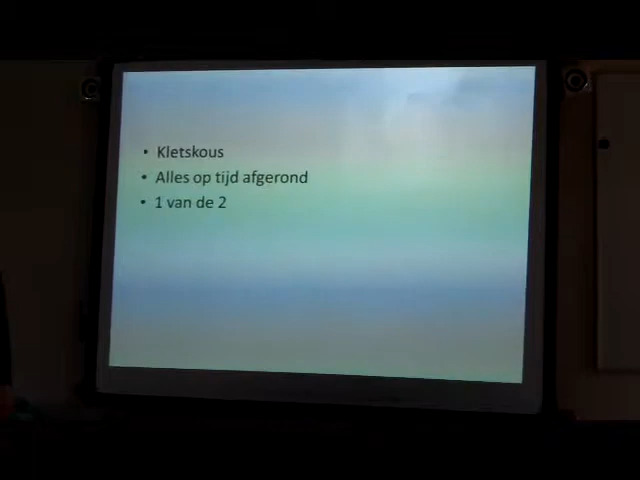 • Kletskous
• Alles op tijd afgerond
• 1 van de 2